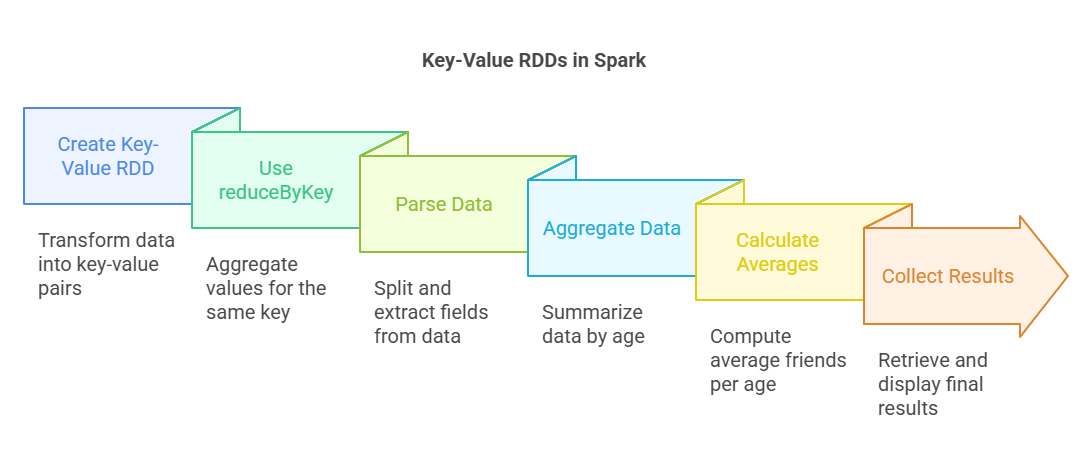 Key-Value RDDs in Spark
Create Key-
Value RDD
Transform data
into key-value
pairs
Use
reduceByKey
Aggregate
values for the
same key
Parse Data
Split and
extract fields
from data
Aggregate Data
Summarize
data by age
Calculate
Averages
Compute
average friends
per age
Collect Results
Retrieve and
display final
results